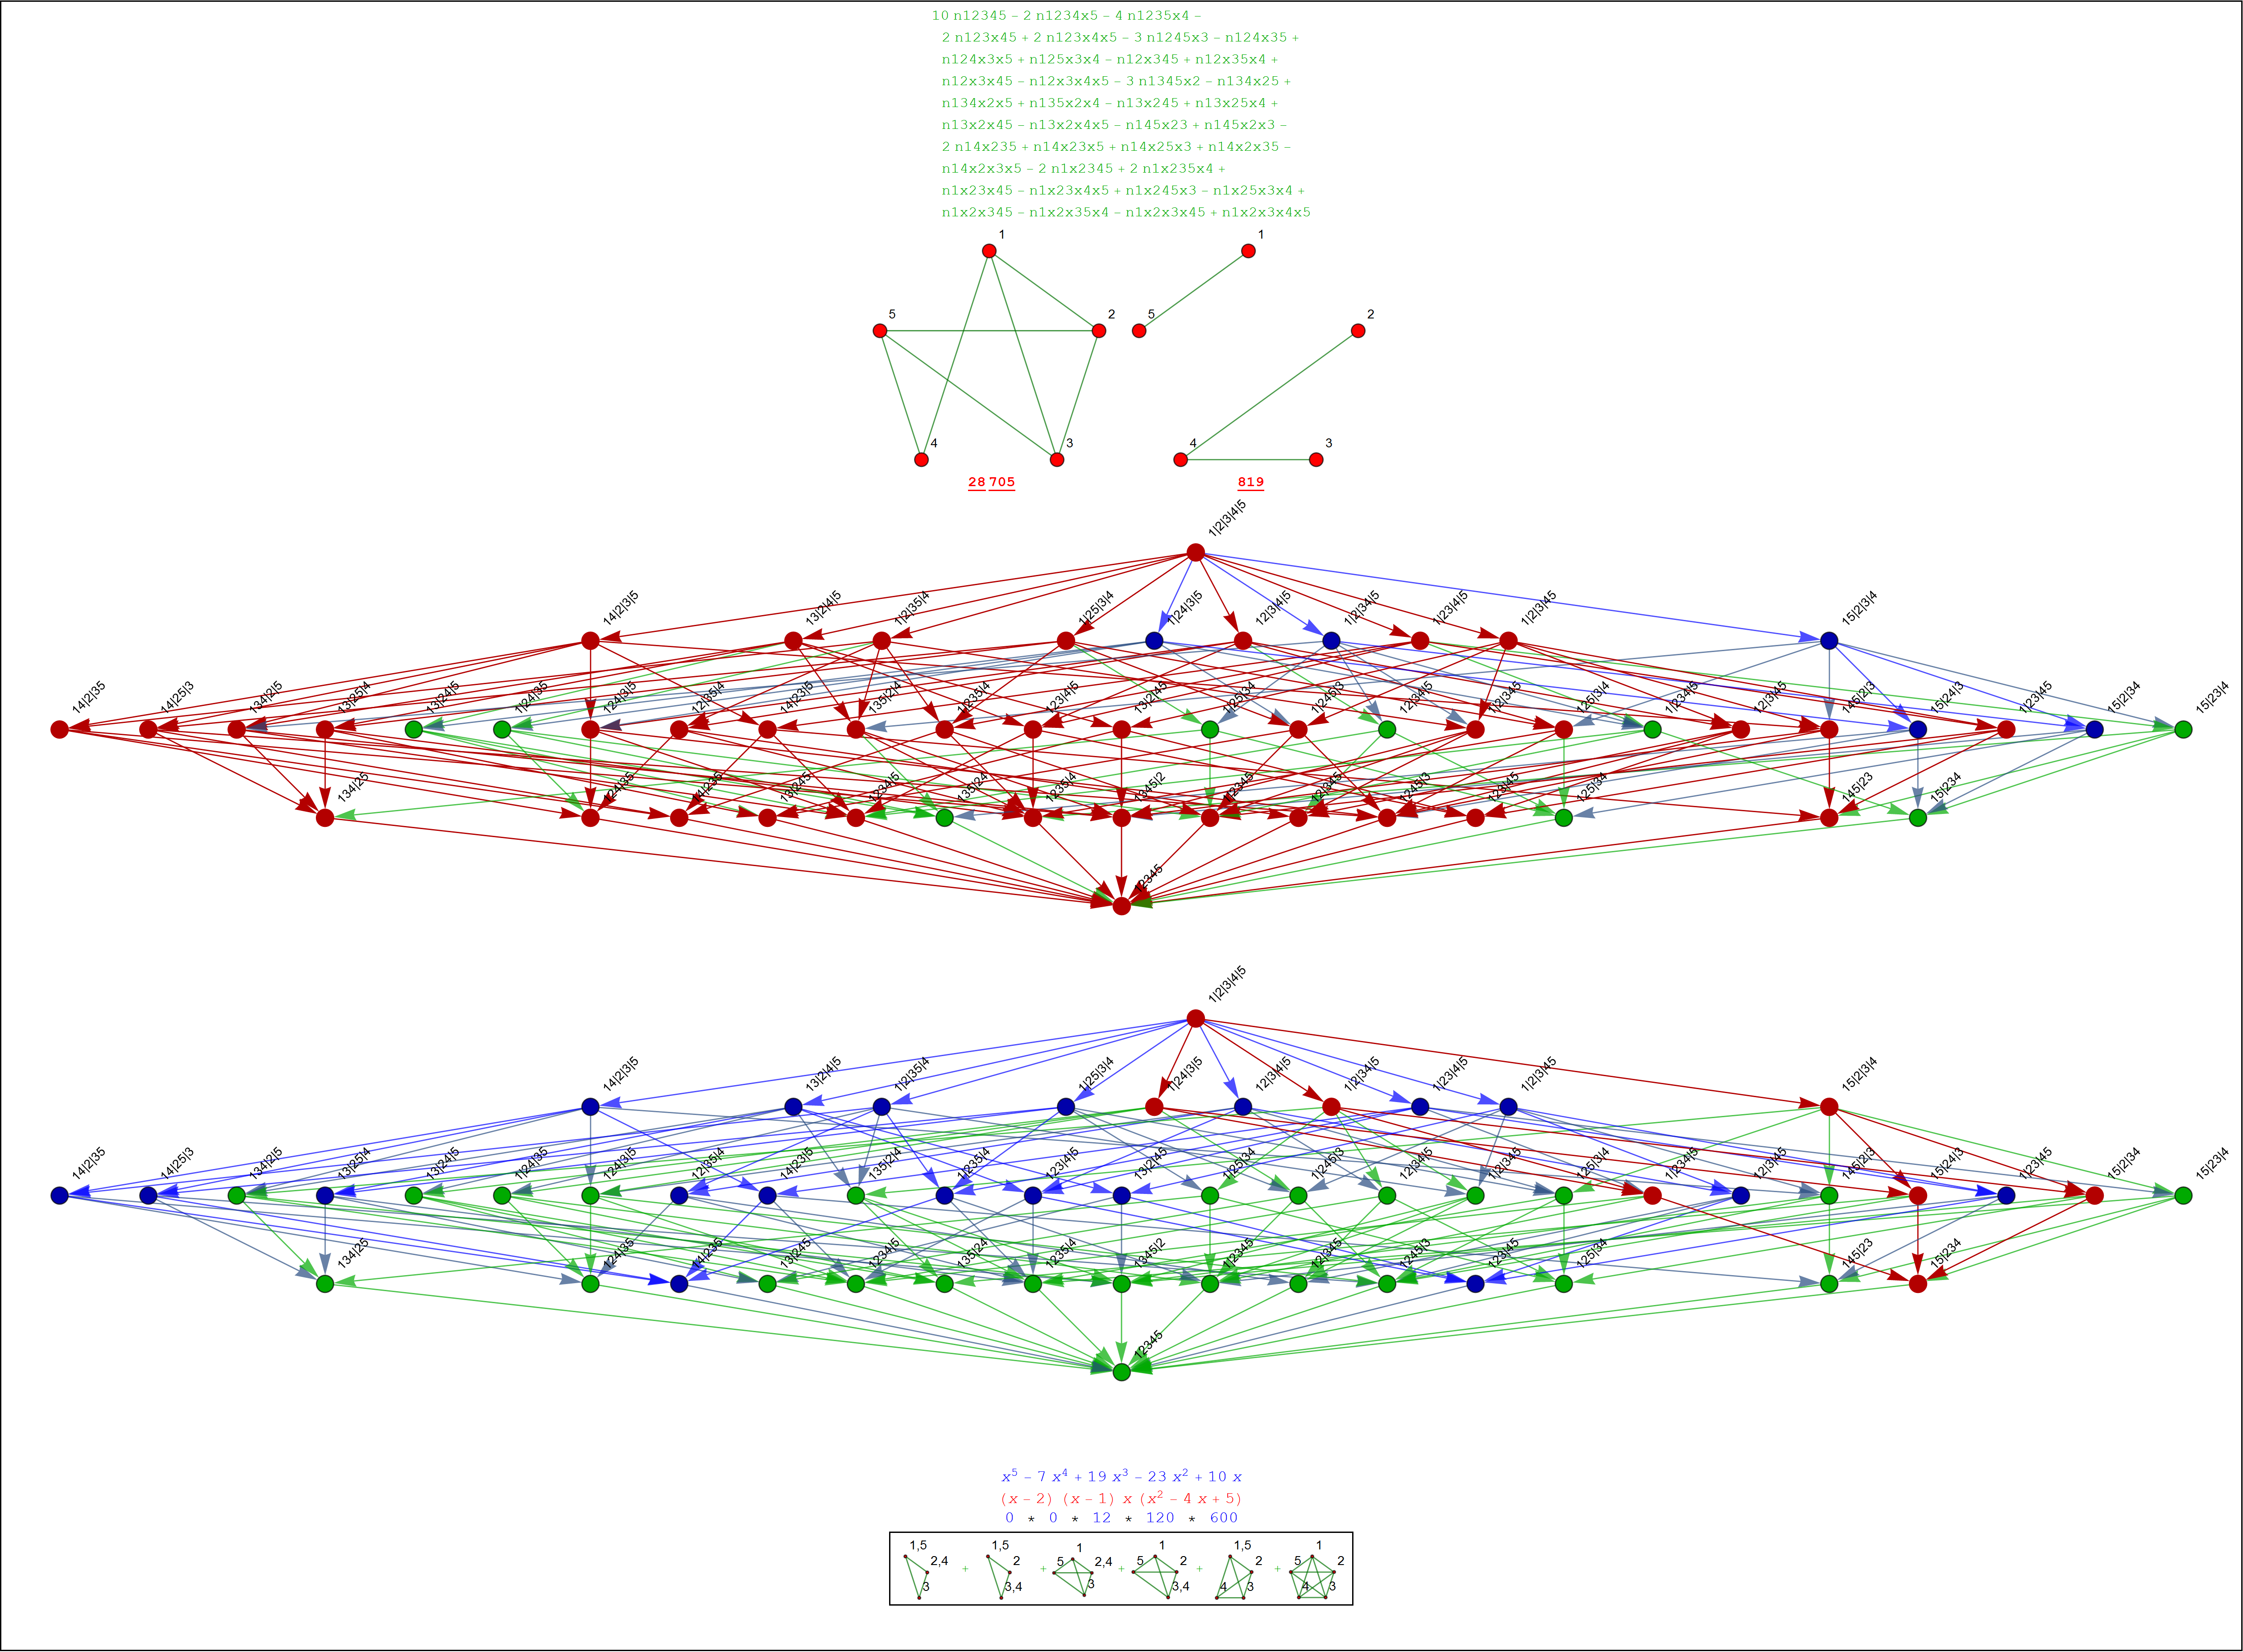 10 n12345 – 2 n1234x5 – 4 n1235x4 –
2 n123x45 + 2 n123x4x5 – 3 n1245x3 – n124x35 +
n124x3x5 + n125x3x4 – n12x345 + n12x35x4 +
n12x3x45 – n12x3x4x5 – 3 n1345x2 – n134x25 +
n134x2x5 + n135x2x4 – n13x245 + n13x25x4 +
n13x2x45 – n13x2x4x5 – n145x23 + n145x2x3 –
2 n14x235 + n14x23x5 + n14x25x3 + n14x2x35 –
n14x2x3x5 – 2 n1x2345 + 2 n1x235x4 +
n1x23x45 – n1x23x4x5 + n1x245x3 – n1x25x3x4 +
n1x2x345 – n1x2x35x4 – n1x2x3x45 + n1x2x3x4x5
1 1
5 2 5 2
4 3 4 3
28 705 819
1|2|3|4|5
14|2|3|5 13|2|4|5 1|2|35|4 1|25|3|4 1|24|3|5 12|3|4|5 1|2|34|5 1|23|4|5 1|2|3|45 15|2|3|4
14|2|35 14|25|3 134|2|5 13|25|4 13|24|5 1|24|35 124|3|5 12|35|4 14|23|5 135|2|4 1|235|4 123|4|5 13|2|45 1|25|34 1|245|3 12|34|5 1|2|345 125|3|4 1|234|5 12|3|45 145|2|3 15|24|3 1|23|45 15|2|34 15|23|4
134|25 124|35 14|235 13|245 1234|5 135|24 1235|4 1345|2 1|2345 12|345 1245|3 123|45 125|34 145|23 15|234
12345
1|2|3|4|5
14|2|3|5 13|2|4|5 1|2|35|4 1|25|3|4 1|24|3|5 12|3|4|5 1|2|34|5 1|23|4|5 1|2|3|45 15|2|3|4
14|2|35 14|25|3 134|2|5 13|25|4 13|24|5 1|24|35 124|3|5 12|35|4 14|23|5 135|2|4 1|235|4 123|4|5 13|2|45 1|25|34 1|245|3 12|34|5 1|2|345 125|3|4 1|234|5 12|3|45 145|2|3 15|24|3 1|23|45 15|2|34 15|23|4
134|25 124|35 14|235 13|245 1234|5 135|24 1235|4 1345|2 1|2345 12|345 1245|3 123|45 125|34 145|23 15|234
12345
x⁵ – 7 x⁴ + 19 x³ – 23 x² + 10 x
(x – 2) (x – 1) x (x² – 4 x + 5)
0 * 0 * 12 * 120 * 600
1,5 2,4 3 + 1,5 2 3,4 + 1 5 2,4 3 + 1 5 2 3,4 + 1,5 2 4 3 + 1 5 2 4 3